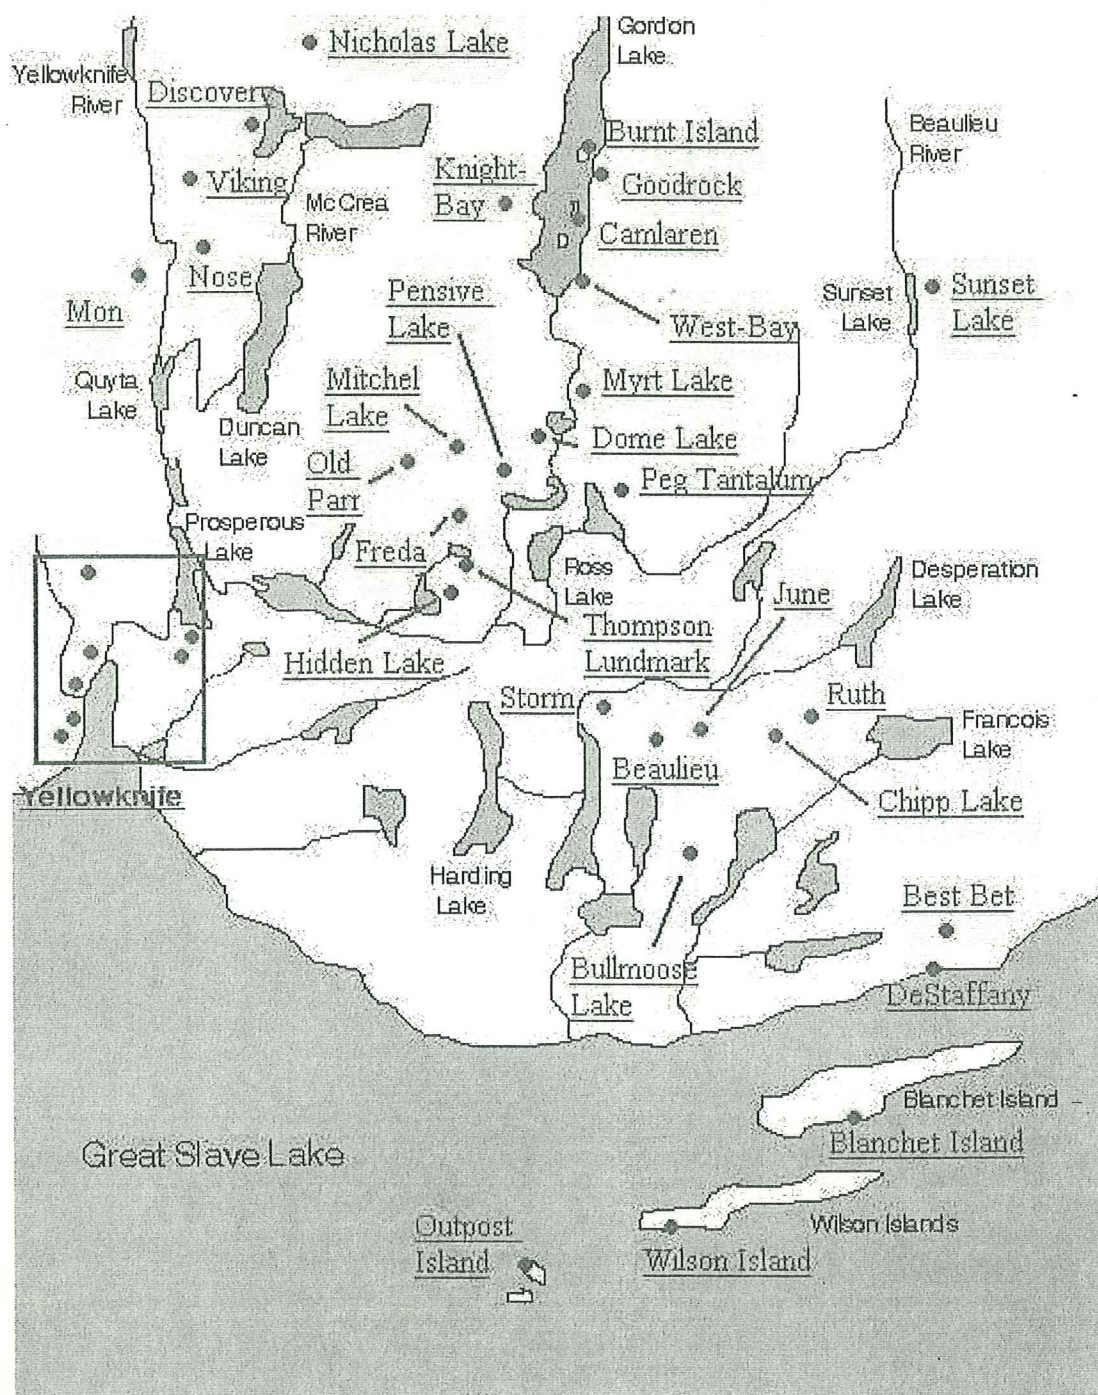 Gordon
Lake
Nicholas Lake
Yellowknife
River
Discovery
Beaulieu
River
Burnt Island
Knight-
Bay
Goodrock
Viking
McCrea
River
Camlaren
Nose
Mon
Pensive
Lake
Sunset
Lake
Sunset
Lake
West-Bay
Quyta
Lake
Mitchel
Lake
Myrt Lake
Duncan
Lake
Dome Lake
Old
Parr
Peg Tantalum
Prosperous
Lake
Freda
Ross
Lake
June
Desperation
Lake
Thompson
Lundmark
Hidden Lake
Storm
Ruth
Francois
Lake
Beaulieu
Yellowknife
Chipp Lake
Harding
Lake
Best Bet
Bullmoose
Lake
DeStaffany
Blanchet Island
Blanchet Island
Great Slave Lake
Outpost
Island
Wilson Islands
Wilson Island